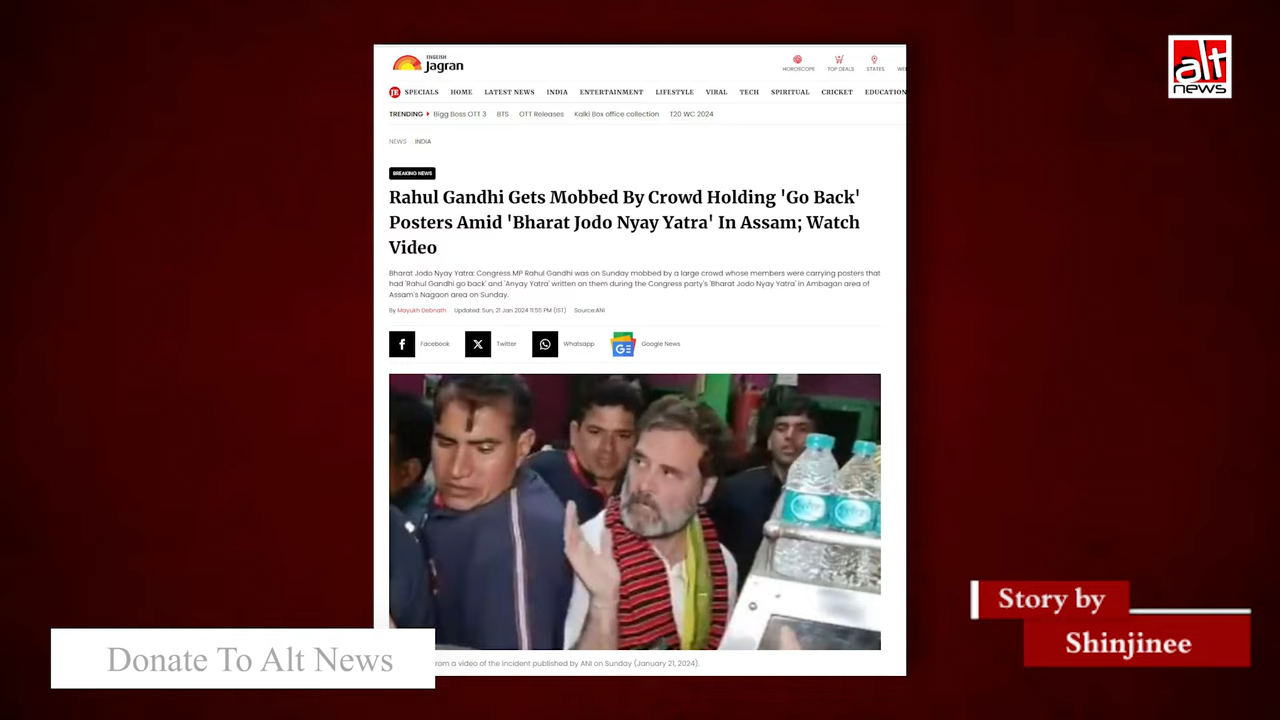 ENGLISH
Jagran
HOROSCOPE TOP DEALS STATES
JE SPECIALS HOME LATEST NEWS INDIA ENTERTAINMENT LIFESTYLE VIRAL TECH SPIRITUAL CRICKET EDUCATION
TRENDING Bigg Boss OTT 3 BTS OTT Releases Kalki Box office collection T20 WC 2024
NEWS INDIA
BREAKING NEWS
Rahul Gandhi Gets Mobbed By Crowd Holding 'Go Back'
Posters Amid 'Bharat Jodo Nyay Yatra' In Assam; Watch
Video
Bharat Jodo Nyay Yatra: Congress MP Rahul Gandhi was on Sunday mobbed by a large crowd whose members were carrying posters that
had 'Rahul Gandhi go back' and 'Anyay Yatra' written on them during the Congress party's 'Bharat Jodo Nyay Yatra' in Ambagan area of
Assam's Nagaon area on Sunday.
By Mayukh Debnath Updated: Sun, 21 Jan 2024 11:55 PM (IST) Source:ANI
Facebook Twitter Whatsapp GE Google News
rom a video of the incident published by ANI on Sunday (January 21, 2024).
alt
news
Story by
Shinjinee
Donate To Alt News